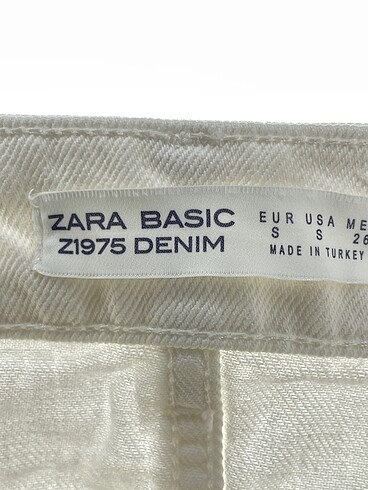 ZARA BASIC
Z1975 DENIM
EUR USA ME
S S 26
MADE IN TURKEY